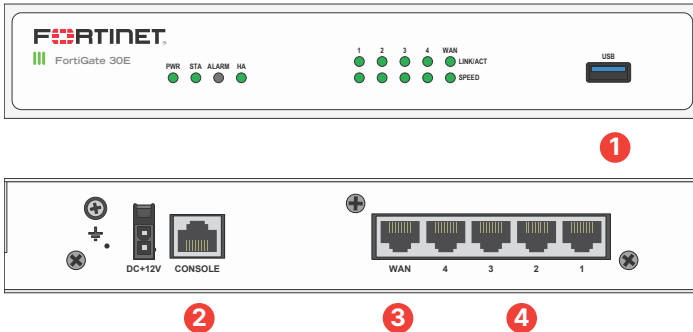 FORTINET
FortiGate 30E
PWR STA ALARM HA
1 2 3 4 WAN
LINK/ACT
SPEED
USB
1
DC+12V CONSOLE
WAN 4 3 2 1
2 3 4